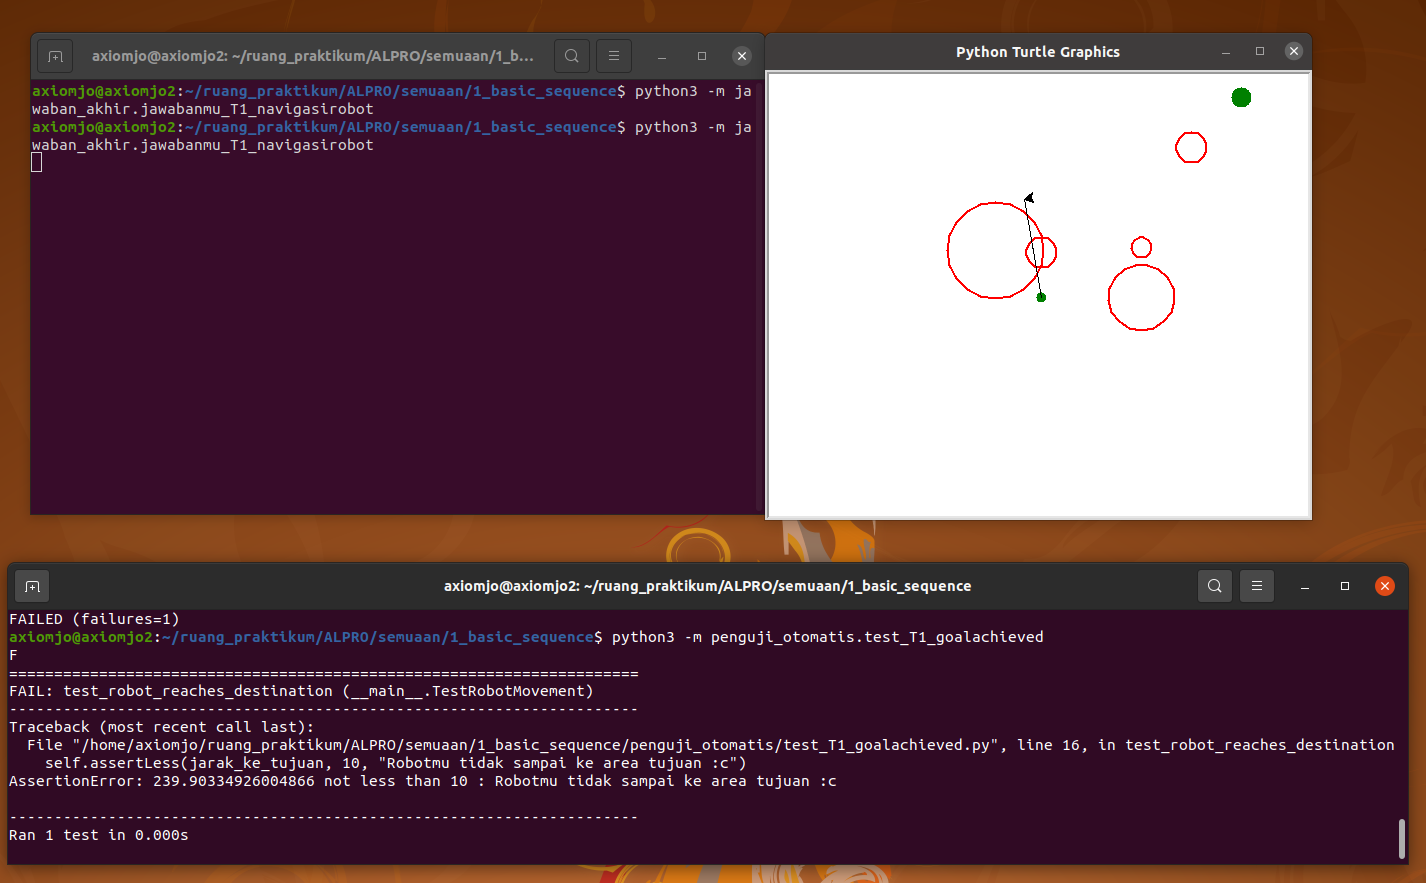 axiomjo@axiomjo2: ~/ruang_praktikum/ALPRO/semuaan/1_b...
axiomjo@axiomjo2:~/ruang_praktikum/ALPRO/semuaan/1_basic_sequence$ python3 -m ja
waban_akhir.jawabanmu_T1_navigasirobot
axiomjo@axiomjo2:~/ruang_praktikum/ALPRO/semuaan/1_basic_sequence$ python3 -m ja
waban_akhir.jawabanmu_T1_navigasirobot
Python Turtle Graphics
axiomjo@axiomjo2: ~/ruang_praktikum/ALPRO/semuaan/1_basic_sequence
FAILED (failures=1)
axiomjo@axiomjo2:~/ruang_praktikum/ALPRO/semuaan/1_basic_sequence$ python3 -m penguji_otomatis.test_T1_goalachieved
F
======================================================================
FAIL: test_robot_reaches_destination (__main__.TestRobotMovement)
----------------------------------------------------------------------
Traceback (most recent call last):
  File "/home/axiomjo/ruang_praktikum/ALPRO/semuaan/1_basic_sequence/penguji_otomatis/test_T1_goalachieved.py", line 16, in test_robot_reaches_destination
    self.assertLess(jarak_ke_tujuan, 10, "Robotmu tidak sampai ke area tujuan :c")
AssertionError: 239.90334926004866 not less than 10 : Robotmu tidak sampai ke area tujuan :c
----------------------------------------------------------------------
Ran 1 test in 0.000s